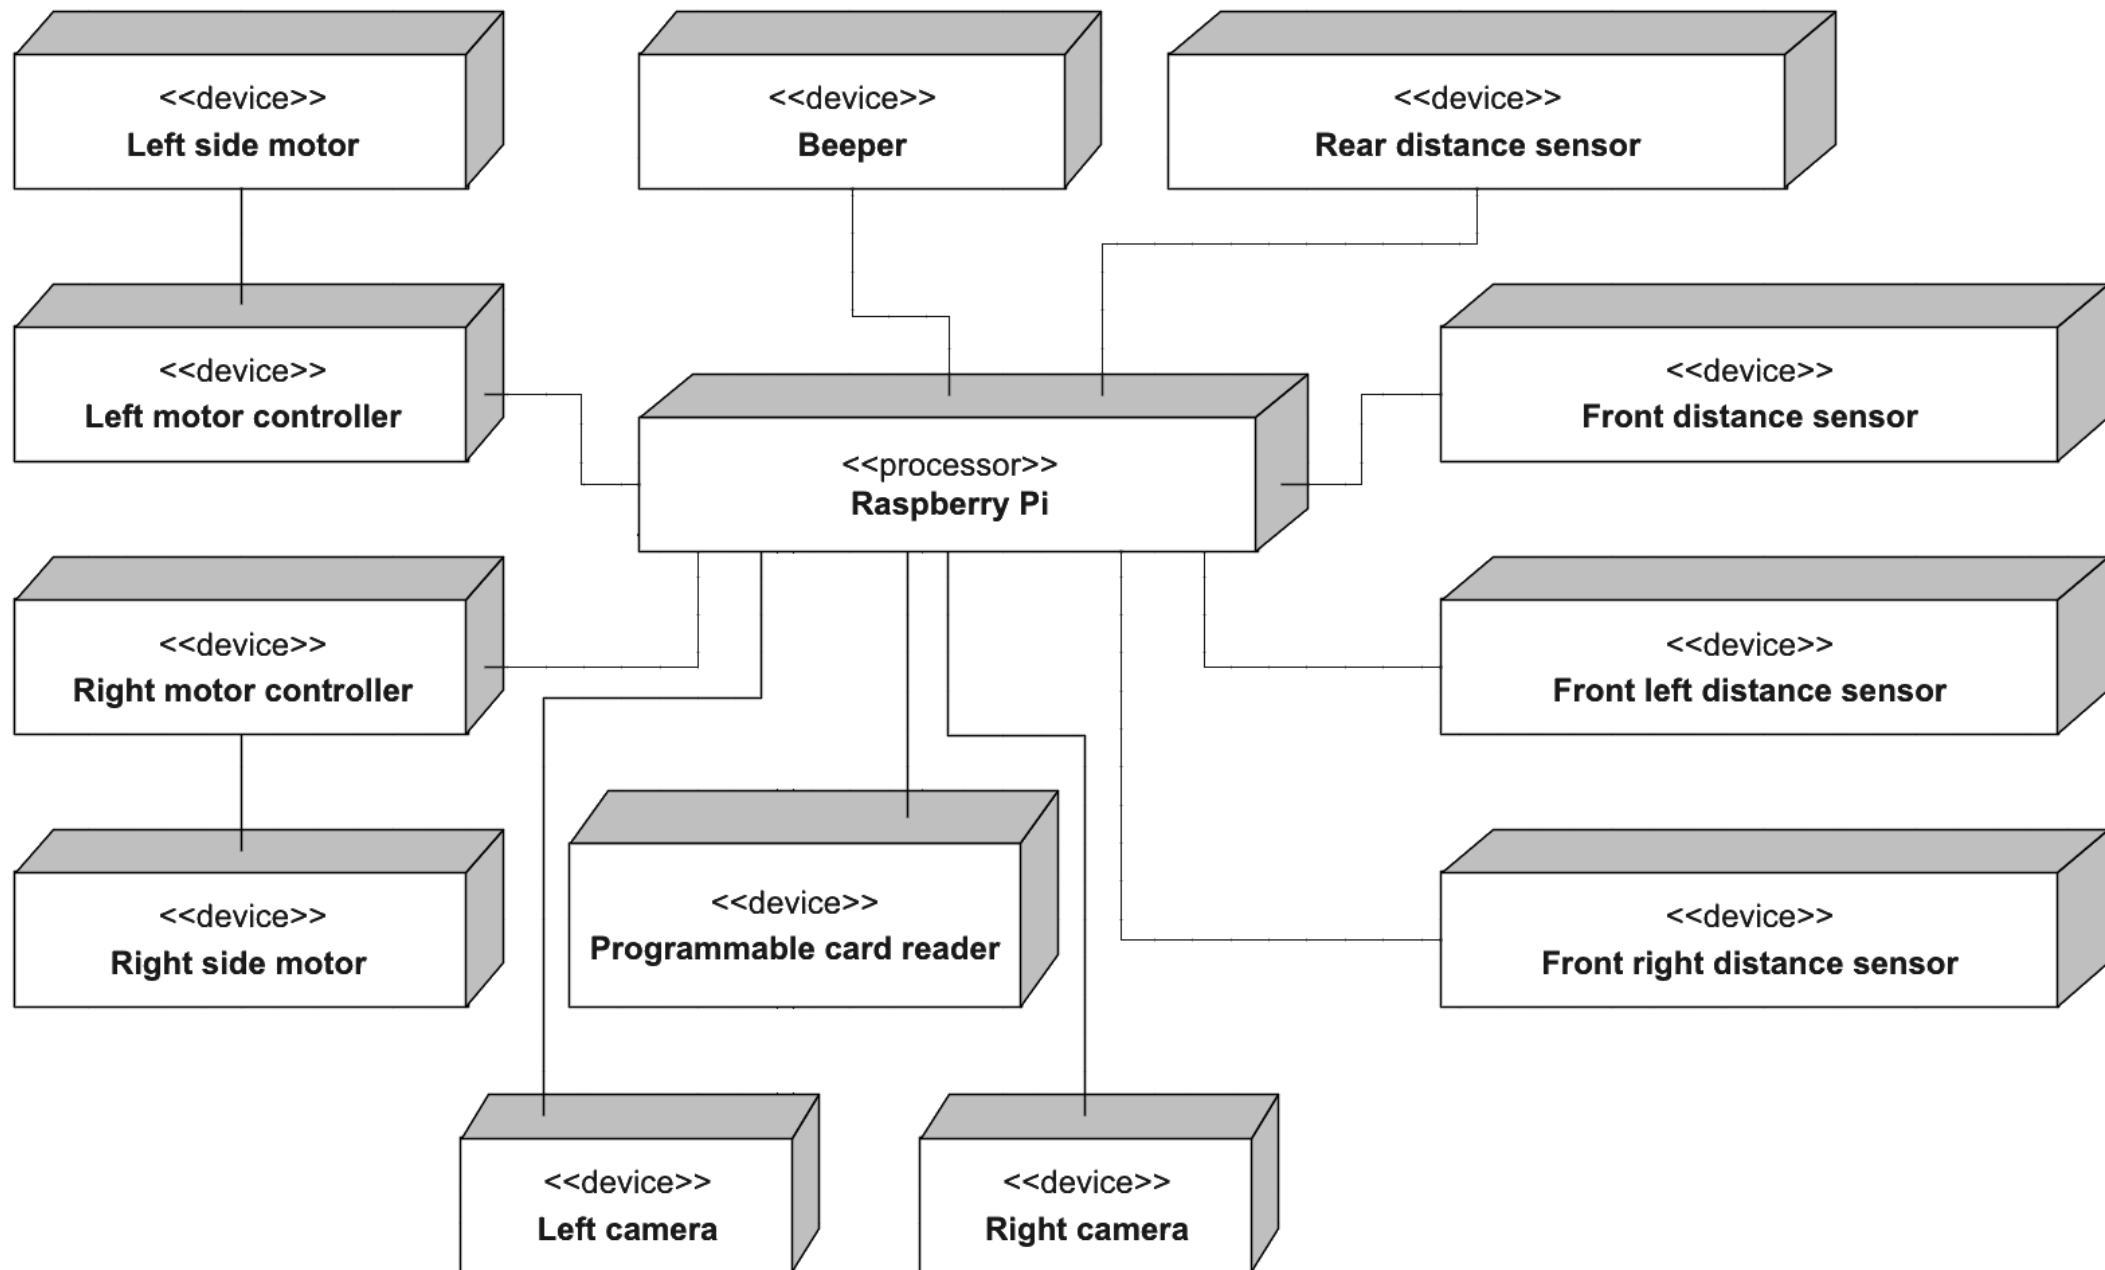 <<device>>
Left side motor
<<device>>
Beeper
<<device>>
Rear distance sensor
<<device>>
Left motor controller
<<device>>
Front distance sensor
<<processor>>
Raspberry Pi
<<device>>
Right motor controller
<<device>>
Front left distance sensor
<<device>>
Right side motor
<<device>>
Programmable card reader
<<device>>
Front right distance sensor
<<device>>
Left camera
<<device>>
Right camera